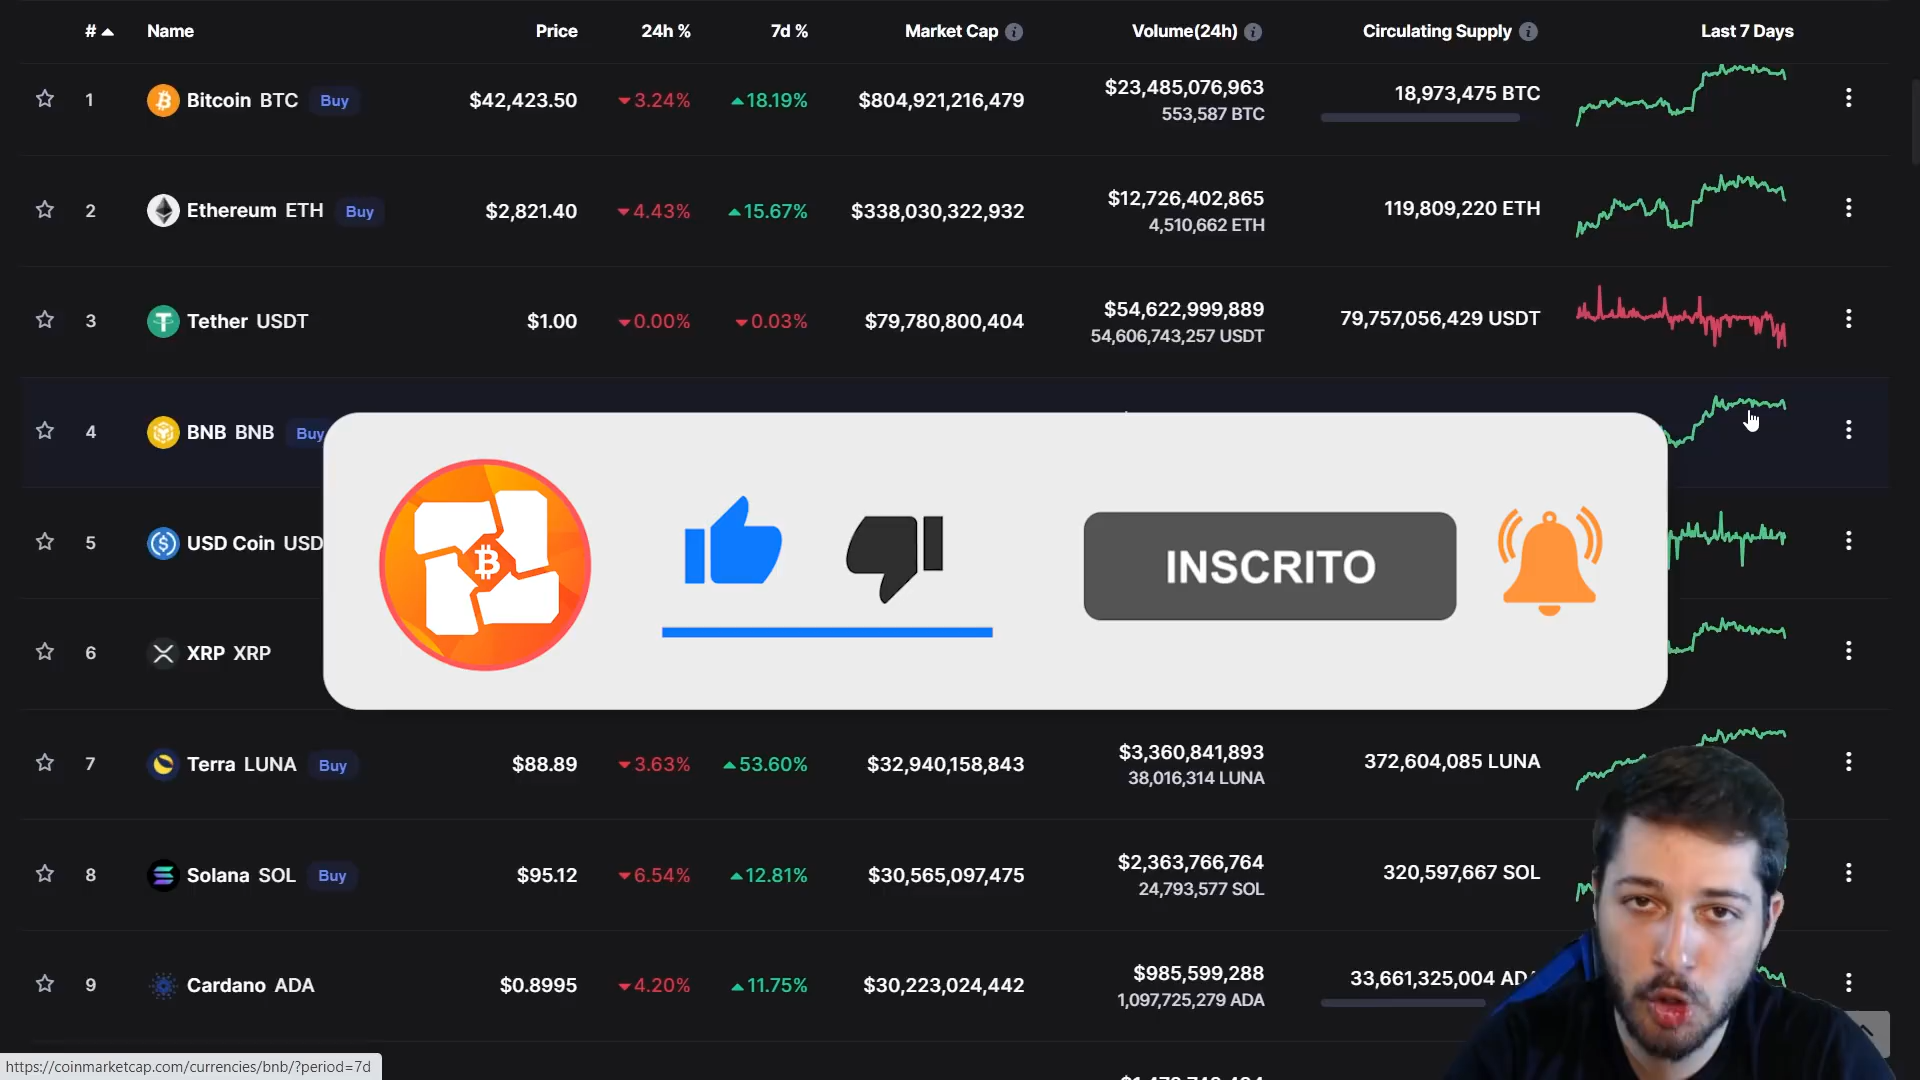 # Name Price 24h % 7d % Market Cap Volume(24h) Circulating Supply Last 7 Days
1 Bitcoin BTC Buy $42,423.50 3.24% 18.19% $804,921,216,479 $23,485,076,963 18,973,475 BTC
553,587 BTC
2 Ethereum ETH Buy $2,821.40 4.43% 15.67% $338,030,322,932 $12,726,402,865 119,809,220 ETH
4,510,662 ETH
3 Tether USDT $1.00 0.00% 0.03% $79,780,800,404 $54,622,999,889 79,757,056,429 USDT
54,606,743,257 USDT
4 BNB BNB Buy
5 USD Coin USD
INSCRITO
6 XRP XRP
7 Terra LUNA Buy $88.89 3.63% 53.60% $32,940,158,843 $3,360,841,893 372,604,085 LUNA
38,016,314 LUNA
8 Solana SOL Buy $95.12 6.54% 12.81% $30,565,097,475 $2,363,766,764 320,597,667 SOL
24,793,577 SOL
9 Cardano ADA $0.8995 4.20% 11.75% $30,223,024,442 $985,599,288 33,661,325,004 ADA
1,097,725,279 ADA
https://coinmarketcap.com/currencies/bnb/?period=7d